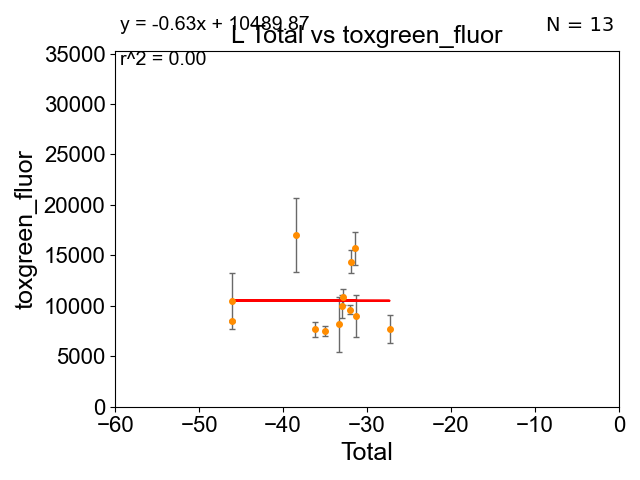 y = -0.63x + 10489.87
N = 13
L Total vs toxgreen_fluor
r^2 = 0.00
toxgreen_fluor
35000
30000
25000
20000
15000
10000
5000
0
−60 −50 −40 −30 −20 −10 0
Total